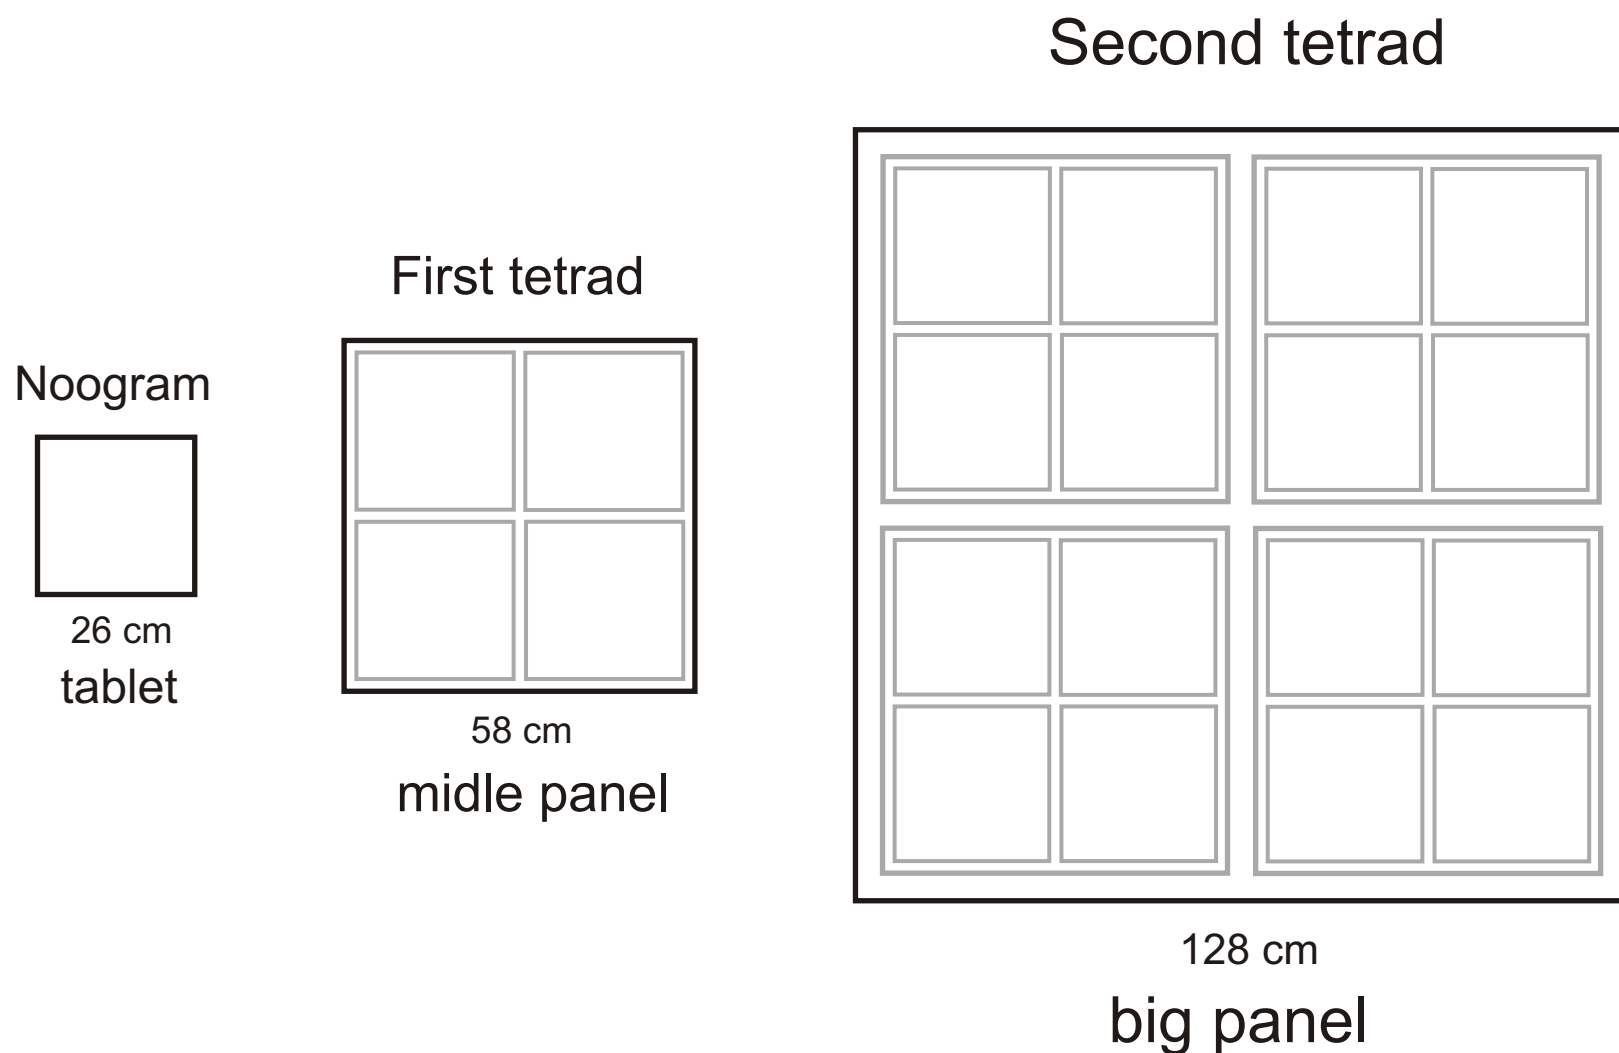 Noogram
26 cm
tablet
First tetrad
58 cm
midle panel
Second tetrad
128 cm
big panel